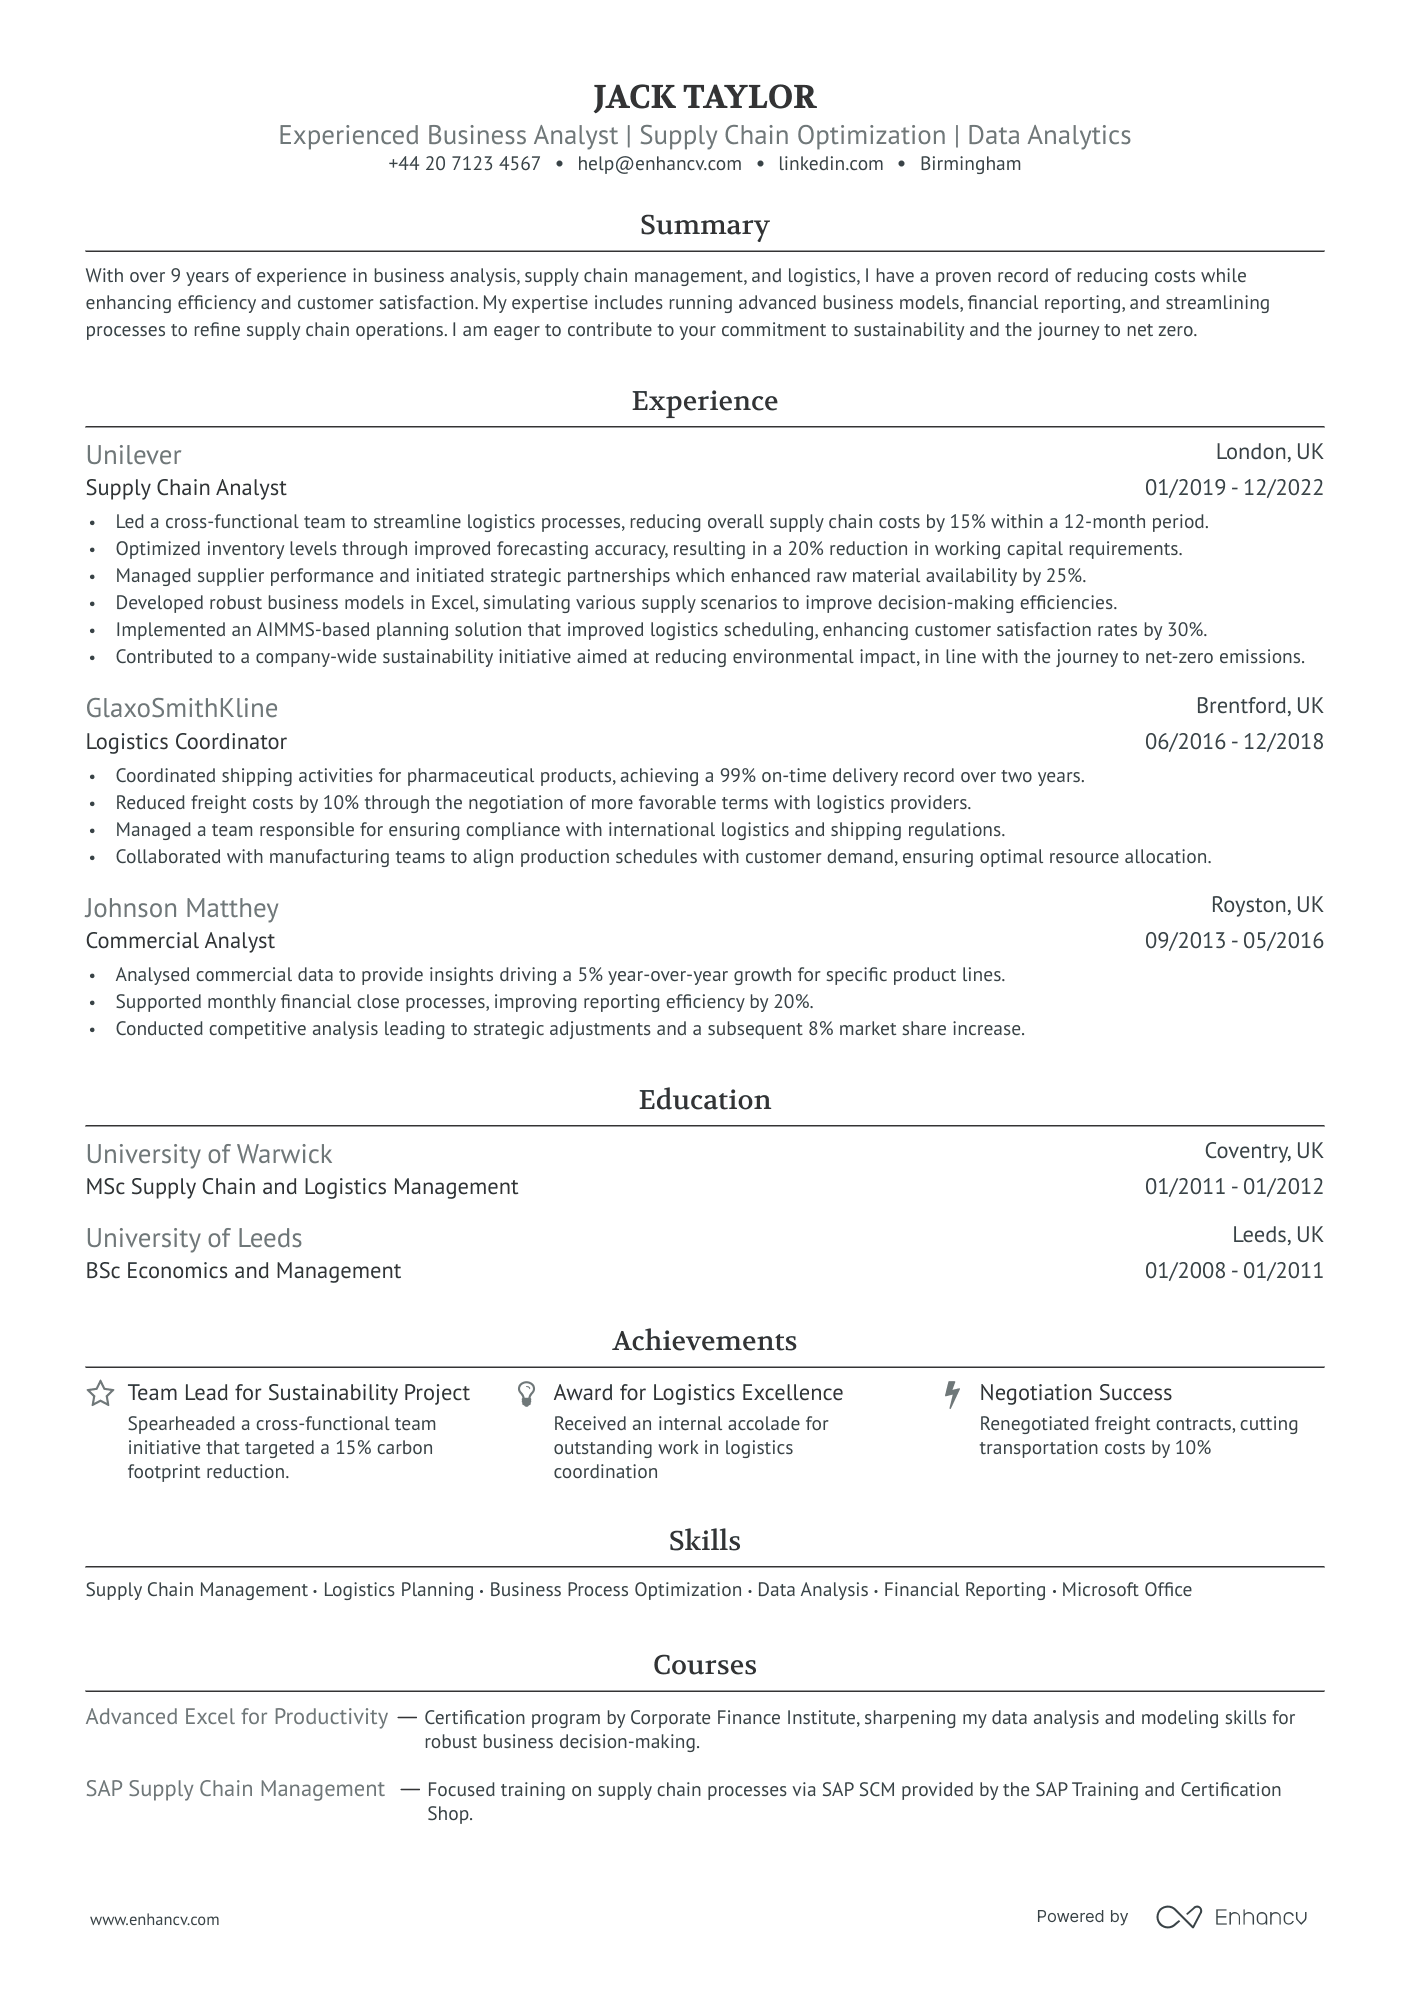 JACK TAYLOR
Experienced Business Analyst | Supply Chain Optimization | Data Analytics
+44 20 7123 4567 • help@enhancv.com • linkedin.com • Birmingham
Summary
With over 9 years of experience in business analysis, supply chain management, and logistics, I have a proven record of reducing costs while
enhancing efficiency and customer satisfaction. My expertise includes running advanced business models, financial reporting, and streamlining
processes to refine supply chain operations. I am eager to contribute to your commitment to sustainability and the journey to net zero.
Experience
Unilever London, UK
Supply Chain Analyst 01/2019 - 12/2022
• Led a cross-functional team to streamline logistics processes, reducing overall supply chain costs by 15% within a 12-month period.
• Optimized inventory levels through improved forecasting accuracy, resulting in a 20% reduction in working capital requirements.
• Managed supplier performance and initiated strategic partnerships which enhanced raw material availability by 25%.
• Developed robust business models in Excel, simulating various supply scenarios to improve decision-making efficiencies.
• Implemented an AIMMS-based planning solution that improved logistics scheduling, enhancing customer satisfaction rates by 30%.
• Contributed to a company-wide sustainability initiative aimed at reducing environmental impact, in line with the journey to net-zero emissions.
GlaxoSmithKline Brentford, UK
Logistics Coordinator 06/2016 - 12/2018
• Coordinated shipping activities for pharmaceutical products, achieving a 99% on-time delivery record over two years.
• Reduced freight costs by 10% through the negotiation of more favorable terms with logistics providers.
• Managed a team responsible for ensuring compliance with international logistics and shipping regulations.
• Collaborated with manufacturing teams to align production schedules with customer demand, ensuring optimal resource allocation.
Johnson Matthey Royston, UK
Commercial Analyst 09/2013 - 05/2016
• Analysed commercial data to provide insights driving a 5% year-over-year growth for specific product lines.
• Supported monthly financial close processes, improving reporting efficiency by 20%.
• Conducted competitive analysis leading to strategic adjustments and a subsequent 8% market share increase.
Education
University of Warwick Coventry, UK
MSc Supply Chain and Logistics Management 01/2011 - 01/2012
University of Leeds Leeds, UK
BSc Economics and Management 01/2008 - 01/2011
Achievements
Team Lead for Sustainability Project
Spearheaded a cross-functional team
initiative that targeted a 15% carbon
footprint reduction.
Award for Logistics Excellence
Received an internal accolade for
outstanding work in logistics
coordination
Negotiation Success
Renegotiated freight contracts, cutting
transportation costs by 10%
Skills
Supply Chain Management · Logistics Planning · Business Process Optimization · Data Analysis · Financial Reporting · Microsoft Office
Courses
Advanced Excel for Productivity — Certification program by Corporate Finance Institute, sharpening my data analysis and modeling skills for
robust business decision-making.
SAP Supply Chain Management — Focused training on supply chain processes via SAP SCM provided by the SAP Training and Certification
Shop.
www.enhancv.com Powered by Enhancv